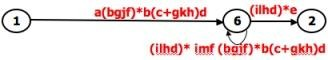 a(bgjf)*b(c+gkh)d
(ilhd)*e
1
6
2
(ilhd)* imf (bgjf)*b(c+gkh)d